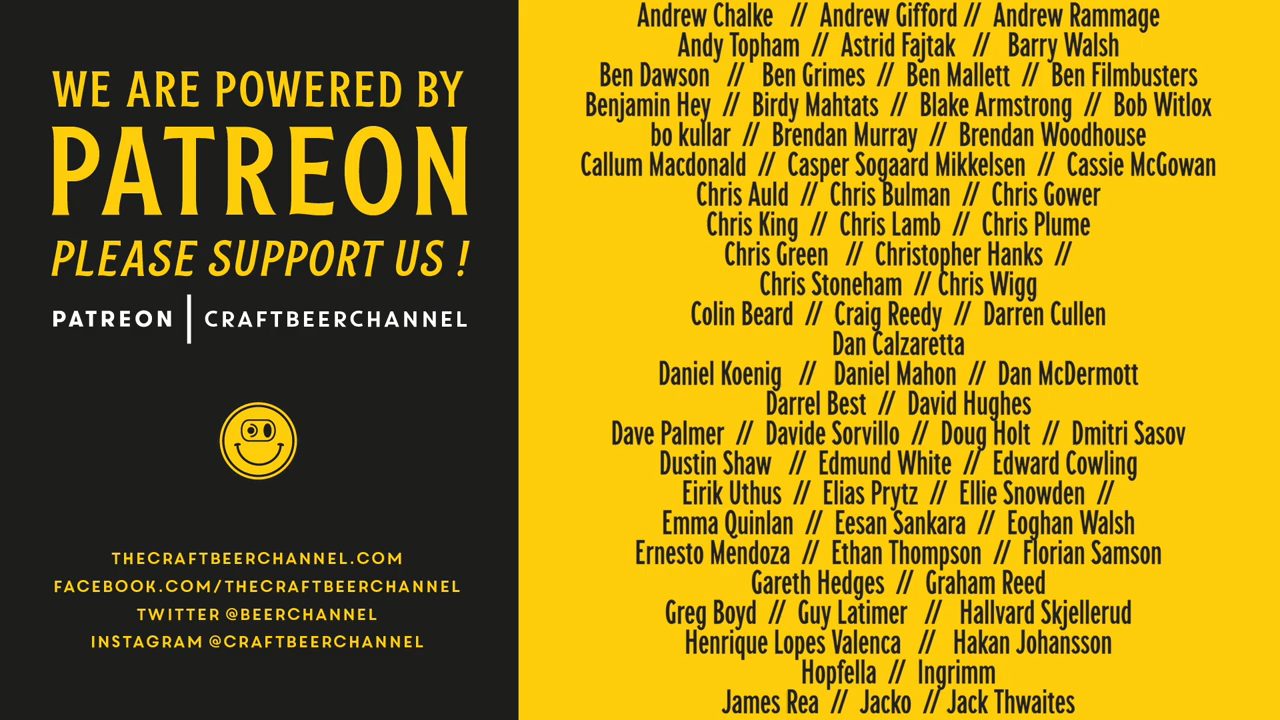 WE ARE POWERED BY
PATREON
PLEASE SUPPORT US !
PATREON | CRAFTBEERCHANNEL
THECRAFTBEERCHANNEL.COM
FACEBOOK.COM/THECRAFTBEERCHANNEL
TWITTER @BEERCHANNEL
INSTAGRAM @CRAFTBEERCHANNEL
Andrew Chalke // Andrew Gifford // Andrew Rammage
Andy Topham // Astrid Fajtak // Barry Walsh
Ben Dawson // Ben Grimes // Ben Mallett // Ben Filmbusters
Benjamin Hey // Birdy Mahtats // Blake Armstrong // Bob Witlox
bo kullar // Brendan Murray // Brendan Woodhouse
Callum Macdonald // Casper Sogaard Mikkelsen // Cassie McGowan
Chris Auld // Chris Bulman // Chris Gower
Chris King // Chris Lamb // Chris Plume
Chris Green // Christopher Hanks //
Chris Stoneham // Chris Wigg
Colin Beard // Craig Reedy // Darren Cullen
Dan Calzaretta
Daniel Koenig // Daniel Mahon // Dan McDermott
Darrel Best // David Hughes
Dave Palmer // Davide Sorvillo // Doug Holt // Dmitri Sasov
Dustin Shaw // Edmund White // Edward Cowling
Eirik Uthus // Elias Prytz // Ellie Snowden //
Emma Quinlan // Eesan Sankara // Eoghan Walsh
Ernesto Mendoza // Ethan Thompson // Florian Samson
Gareth Hedges // Graham Reed
Greg Boyd // Guy Latimer // Hallvard Skjellerud
Henrique Lopes Valenca // Hakan Johansson
Hopfella // Ingrimm
James Rea // Jacko // Jack Thwaites